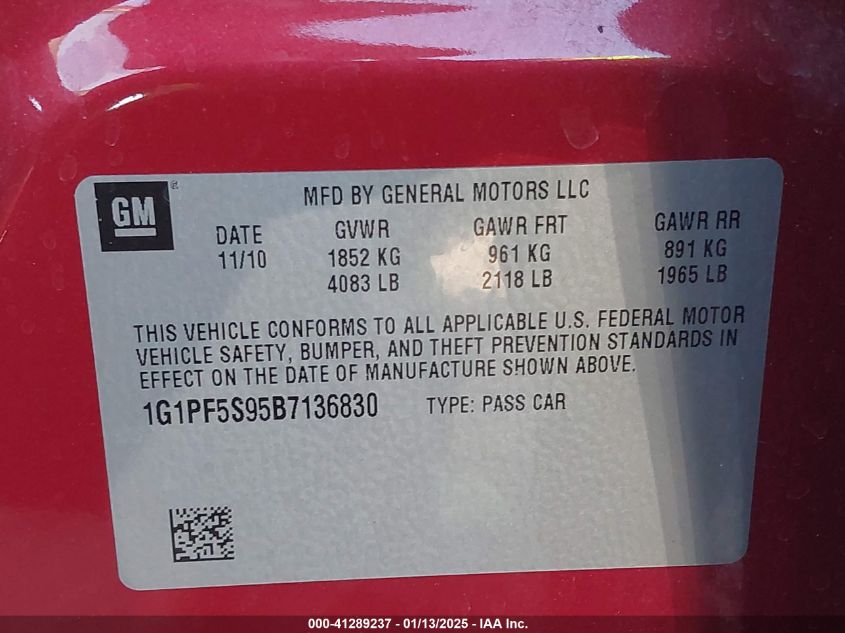 GM ®
MFD BY GENERAL MOTORS LLC
DATE GVWR GAWR FRT GAWR RR
11/10 1852 KG 961 KG 891 KG
4083 LB 2118 LB 1965 LB
THIS VEHICLE CONFORMS TO ALL APPLICABLE U.S. FEDERAL MOTOR
VEHICLE SAFETY, BUMPER, AND THEFT PREVENTION STANDARDS IN
EFFECT ON THE DATE OF MANUFACTURE SHOWN ABOVE.
1G1PF5S95B7136830 TYPE: PASS CAR
000-41289237 - 01/13/2025 - IAA Inc.